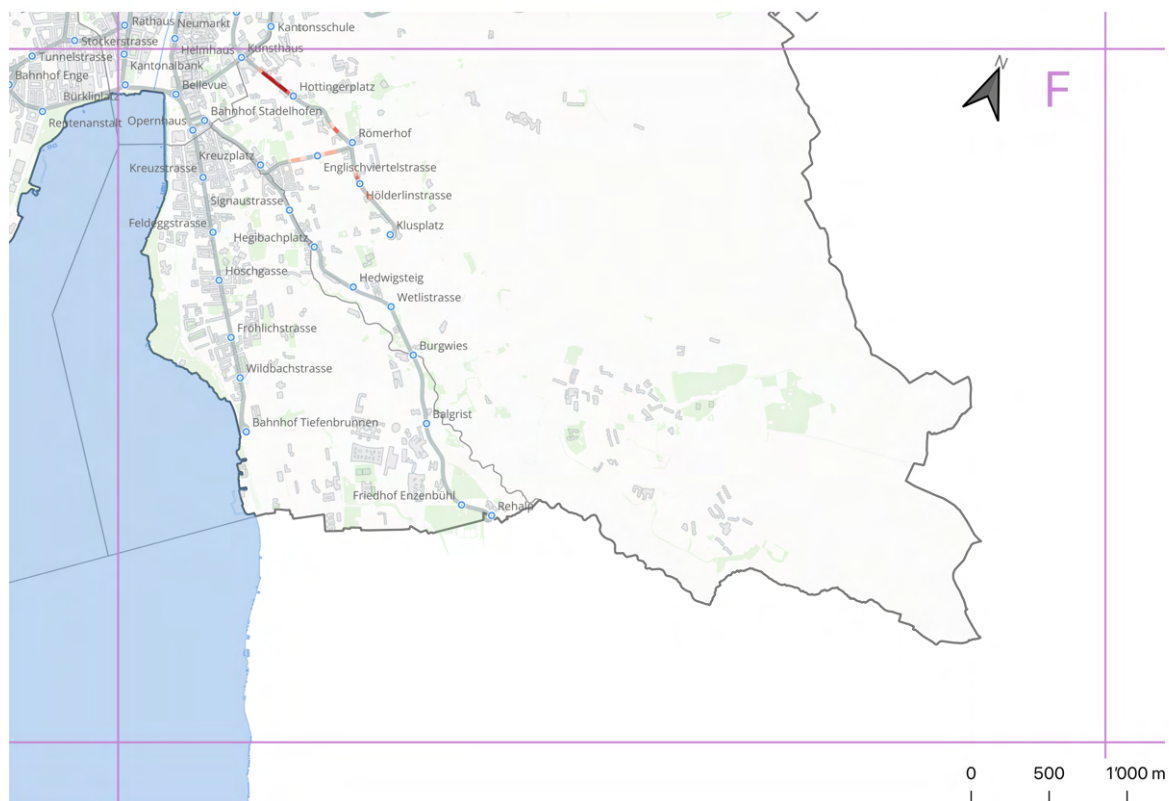 Rathaus
Neumarkt
Kantonsschule
Stockerstrasse
Helmhaus
Kunsthaus
Tunnelstrasse
Kantonalbank
N
Bahnhof Enge
F
Bürkliplatz
Bellevue
Hottingerplatz
Rentenanstalt
Opernhaus
Bahnhof Stadelhofen
Römerhof
Kreuzplatz
Kreuzstrasse
Englischviertelstrasse
Signaustrasse
Hölderlinstrasse
Feldeggstrasse
Klusplatz
Hegibachplatz
Höschgasse
Hedwigsteig
Wetlistrasse
Fröhlichstrasse
Burgwies
Wildbachstrasse
Bahnhof Tiefenbrunnen
Balgrist
Friedhof Enzenbühl
Rehalp
0 500 1'000 m